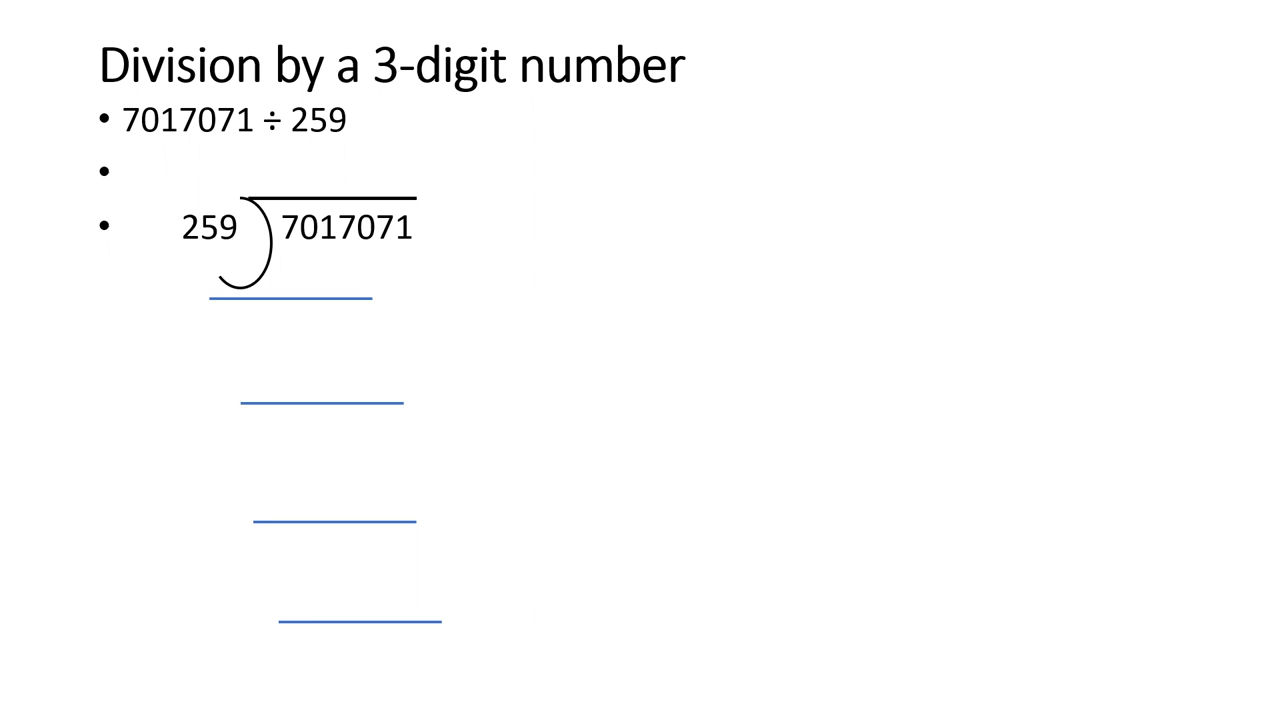 Division by a 3-digit number
• 7017071 ÷ 259
•
• 259 7017071